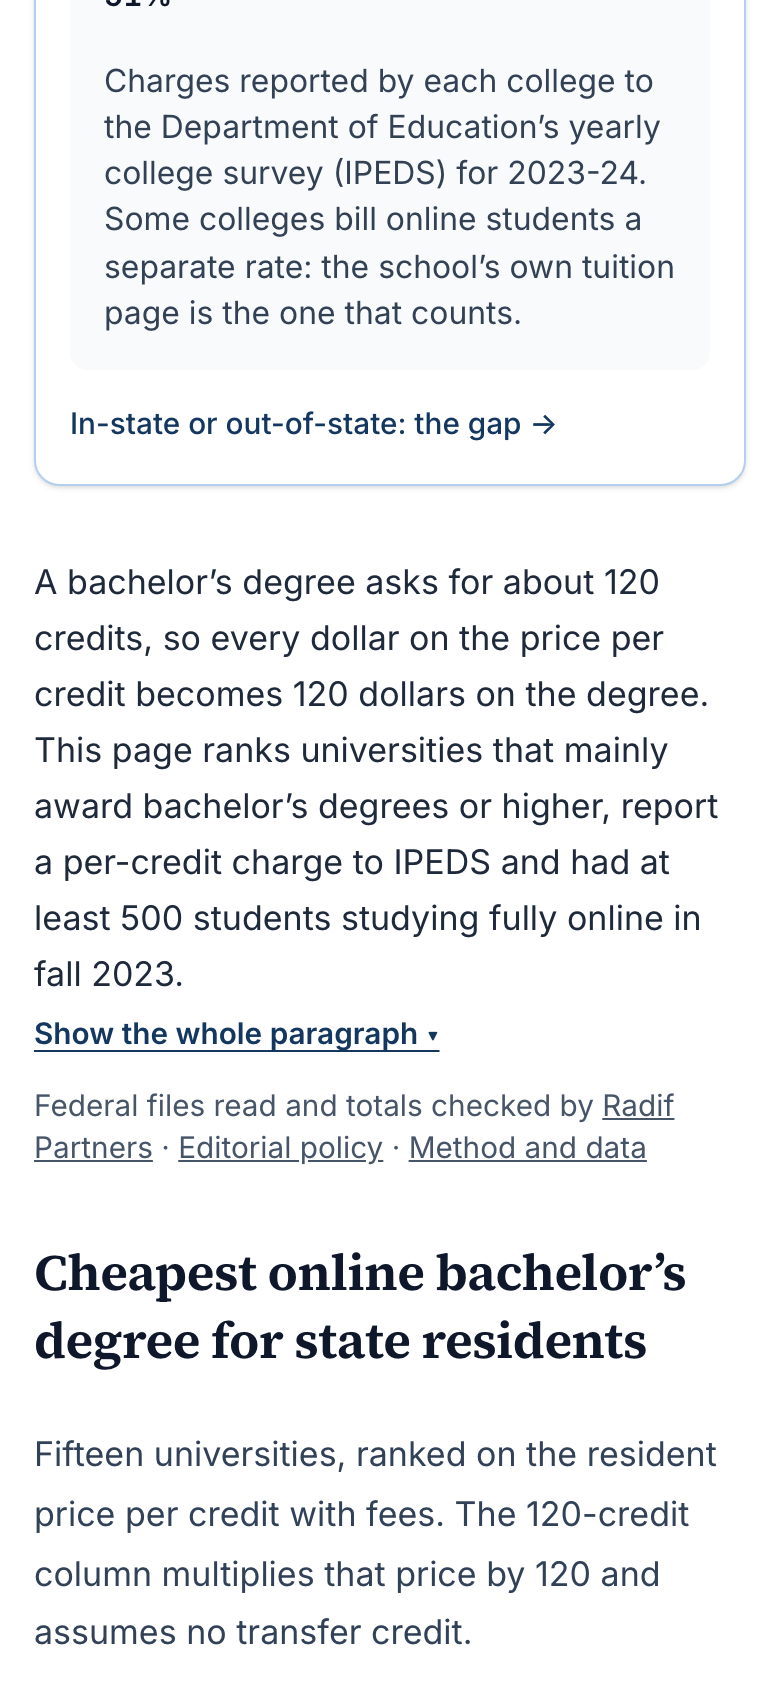 Charges reported by each college to
the Department of Education’s yearly
college survey (IPEDS) for 2023-24.
Some colleges bill online students a
separate rate: the school’s own tuition
page is the one that counts.
In-state or out-of-state: the gap →
A bachelor’s degree asks for about 120
credits, so every dollar on the price per
credit becomes 120 dollars on the degree.
This page ranks universities that mainly
award bachelor’s degrees or higher, report
a per-credit charge to IPEDS and had at
least 500 students studying fully online in
fall 2023.
Show the whole paragraph ▾
Federal files read and totals checked by Radif
Partners · Editorial policy · Method and data
Cheapest online bachelor’s
degree for state residents
Fifteen universities, ranked on the resident
price per credit with fees. The 120-credit
column multiplies that price by 120 and
assumes no transfer credit.